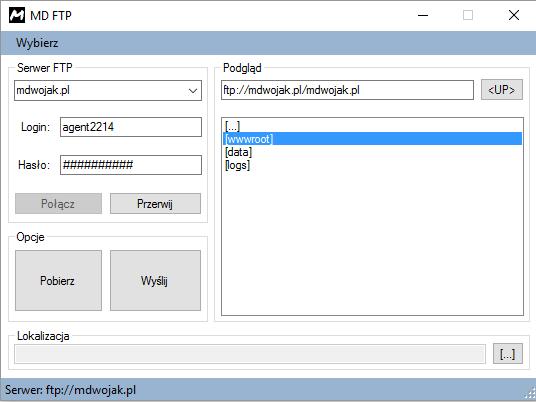 MD FTP
Wybierz
Serwer FTP
mdwojak.pl
Login: agent2214
Hasło: ##########
Połącz Przerwij
Opcje
Pobierz Wyślij
Podgląd
ftp://mdwojak.pl/mdwojak.pl <UP>
[...]
[wwwroot]
[data]
[logs]
Lokalizacja
[...]
Serwer: ftp://mdwojak.pl